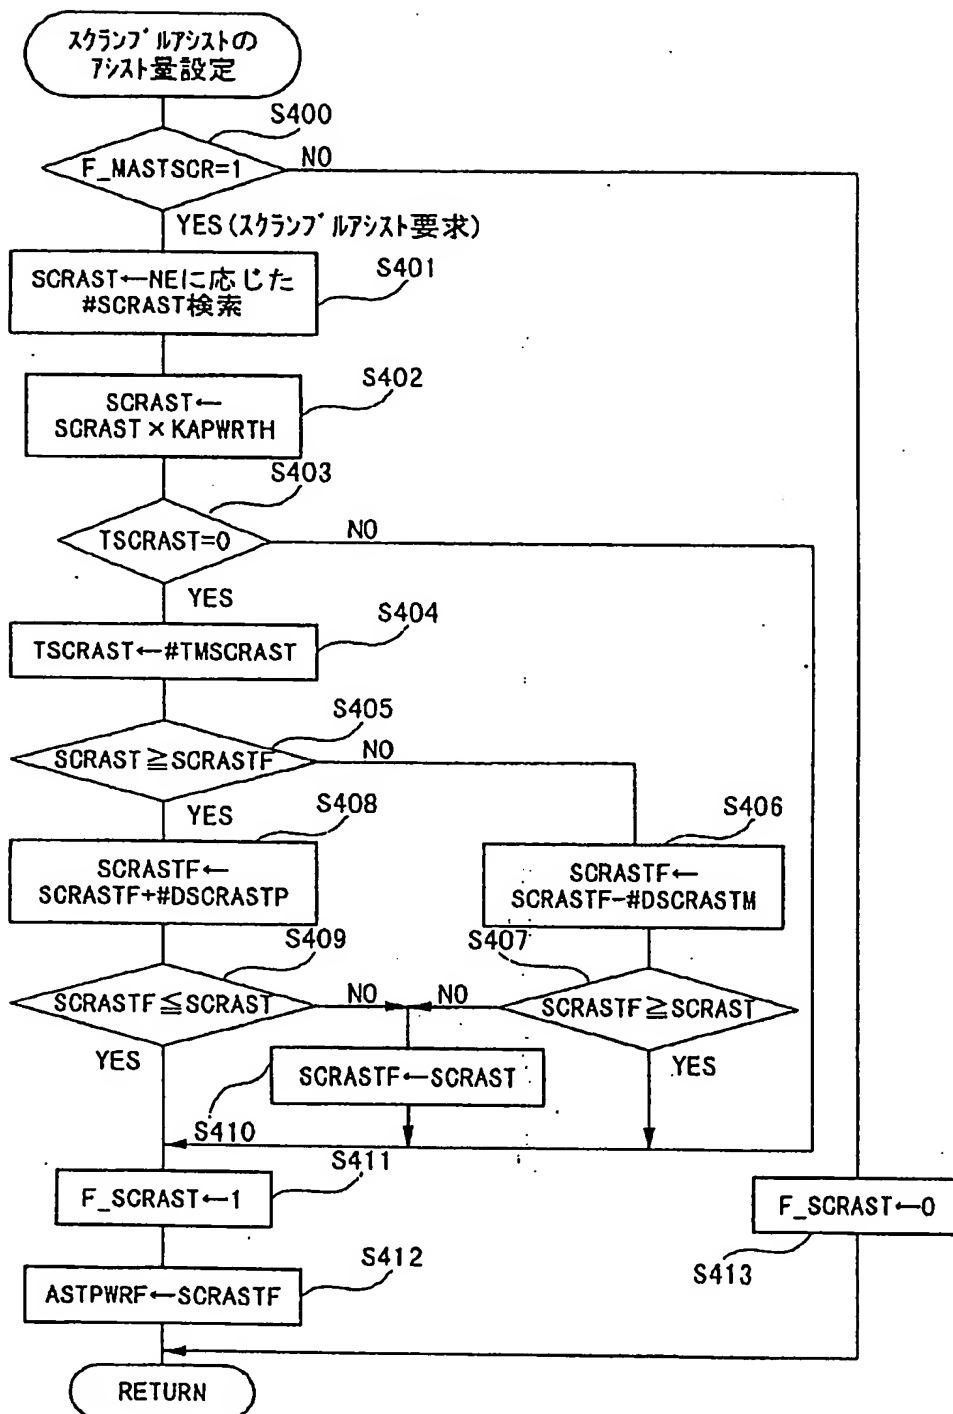 スクランブルアシストの
アシスト量設定
S400
F_MASTSCR=1
NO
YES(スクランブルアシスト要求)
S401
SCRAST←NEに応じた
#SCRAST検索
S402
SCRAST←
SCRAST×KAPWRTH
S403
TSCRAST=0
NO
YES
S404
TSCRAST←#TMSCRAST
S405
SCRAST≧SCRASTF
NO
YES
S408
SCRASTF←
SCRASTF+#DSCRASTP
S406
SCRASTF←
SCRASTF-#DSCRASTM
S409
SCRASTF≦SCRAST
NO
YES
S407
SCRASTF≧SCRAST
NO
YES
SCRASTF←SCRAST
S410
S411
F_SCRAST←1
F_SCRAST←0
S413
S412
ASTPWRF←SCRASTF
RETURN